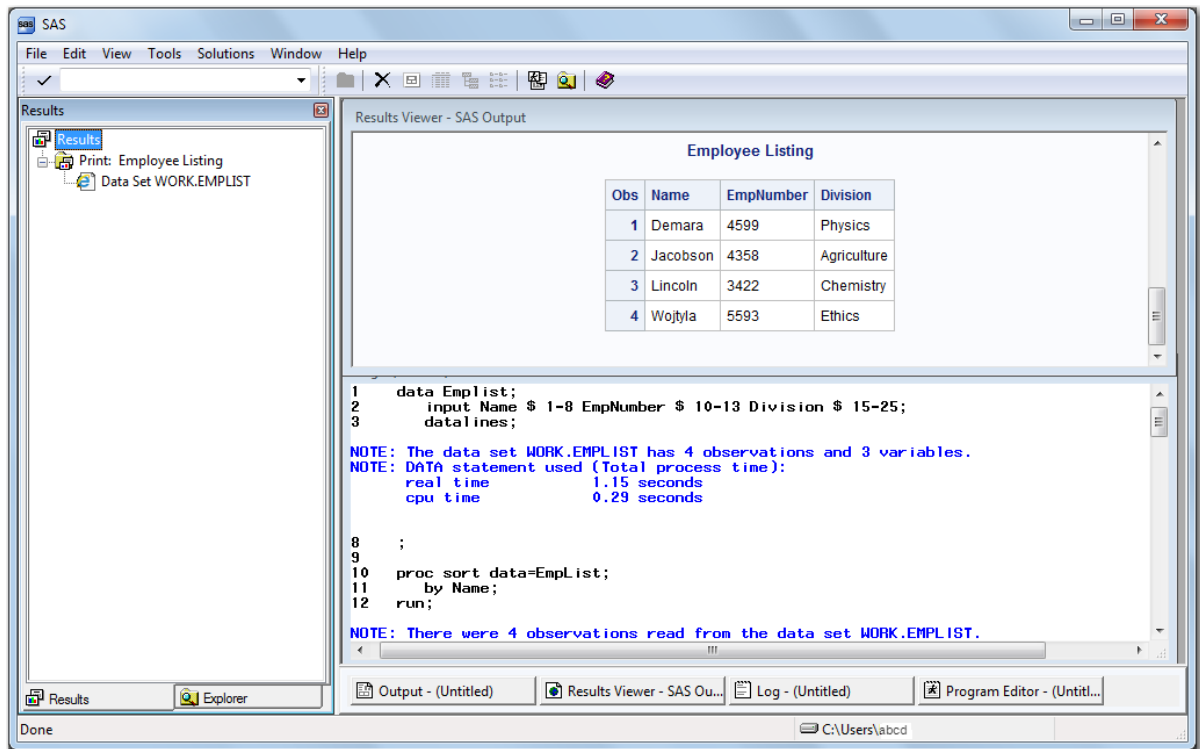 sas SAS
File Edit View Tools Solutions Window Help
Results
Results Viewer - SAS Output
Results
Print: Employee Listing
Data Set WORK.EMPLIST
Employee Listing
Obs Name EmpNumber Division
1 Demara 4599 Physics
2 Jacobson 4358 Agriculture
3 Lincoln 3422 Chemistry
4 Wojtyla 5593 Ethics
1 data Emplist;
2 input Name $ 1-8 EmpNumber $ 10-13 Division $ 15-25;
3 datalines;
NOTE: The data set WORK.EMPLIST has 4 observations and 3 variables.
NOTE: DATA statement used (Total process time):
real time 1.15 seconds
cpu time 0.29 seconds
8 ;
9
10 proc sort data=EmpList;
11 by Name;
12 run;
NOTE: There were 4 observations read from the data set WORK.EMPLIST.
Results Explorer
Output - (Untitled) Results Viewer - SAS Ou... Log - (Untitled) Program Editor - (Untitl...
Done C:\Users\abcd